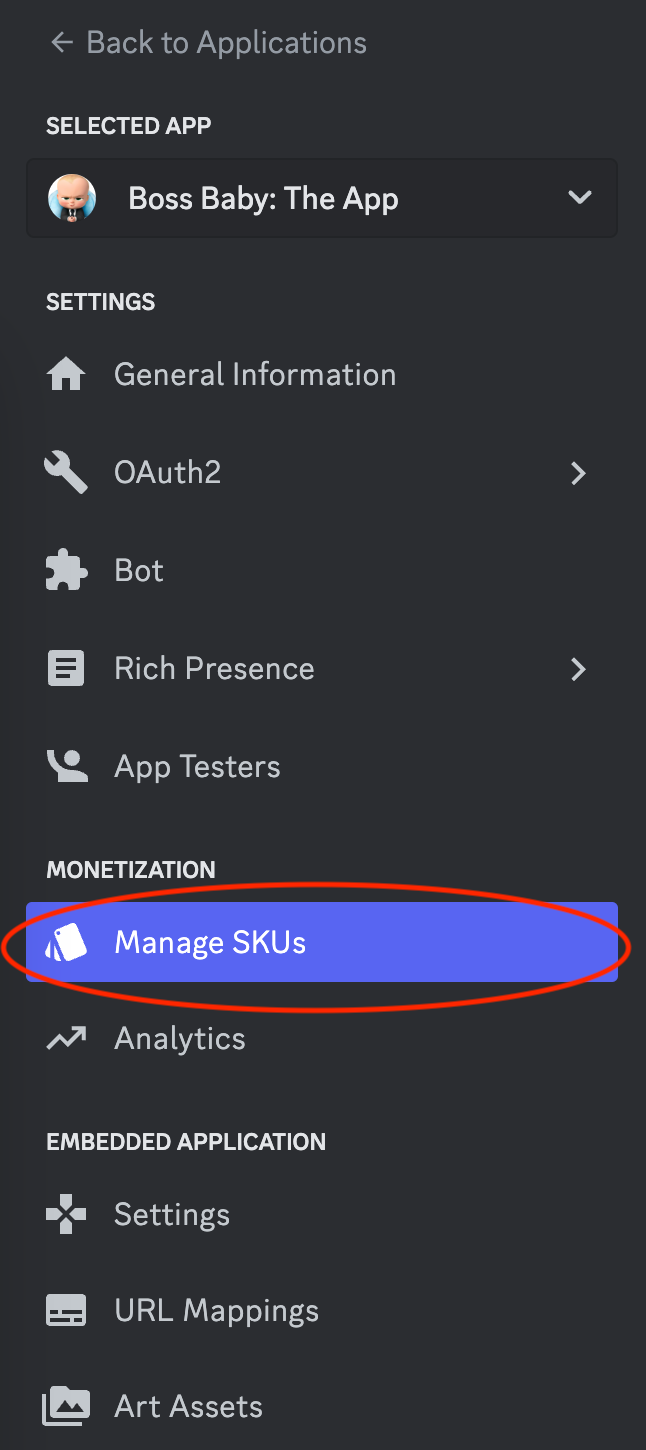 Back to Applications
SELECTED APP
Boss Baby: The App
SETTINGS
General Information
OAuth2
Bot
Rich Presence
App Testers
MONETIZATION
Manage SKUs
Analytics
EMBEDDED APPLICATION
Settings
URL Mappings
Art Assets